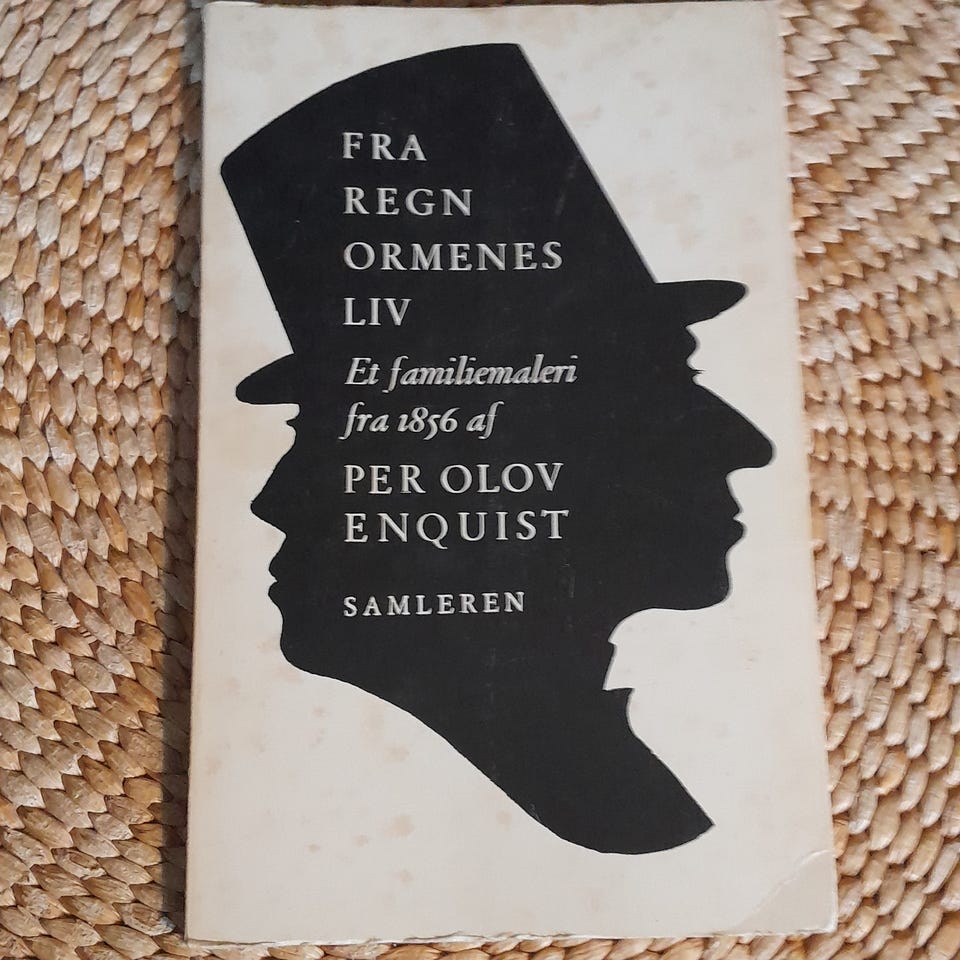 FRA
REGN
ORMENES
LIV
Et familiemaleri
fra 1856 af
PER OLOV
ENQUIST
SAMLEREN